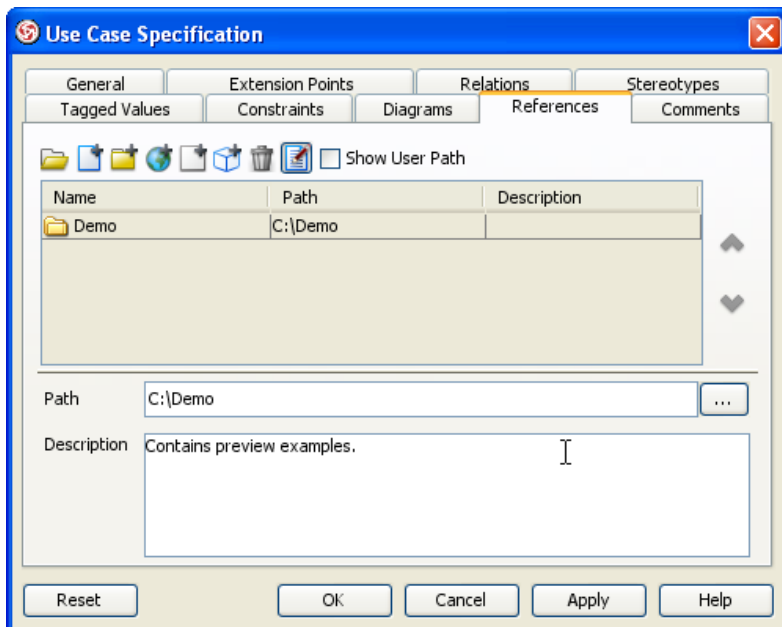 Use Case Specification
General Extension Points Relations Stereotypes
Tagged Values Constraints Diagrams References Comments
Show User Path
Name Path Description
Demo C:\Demo
Path C:\Demo ...
Description Contains preview examples.
Reset OK Cancel Apply Help